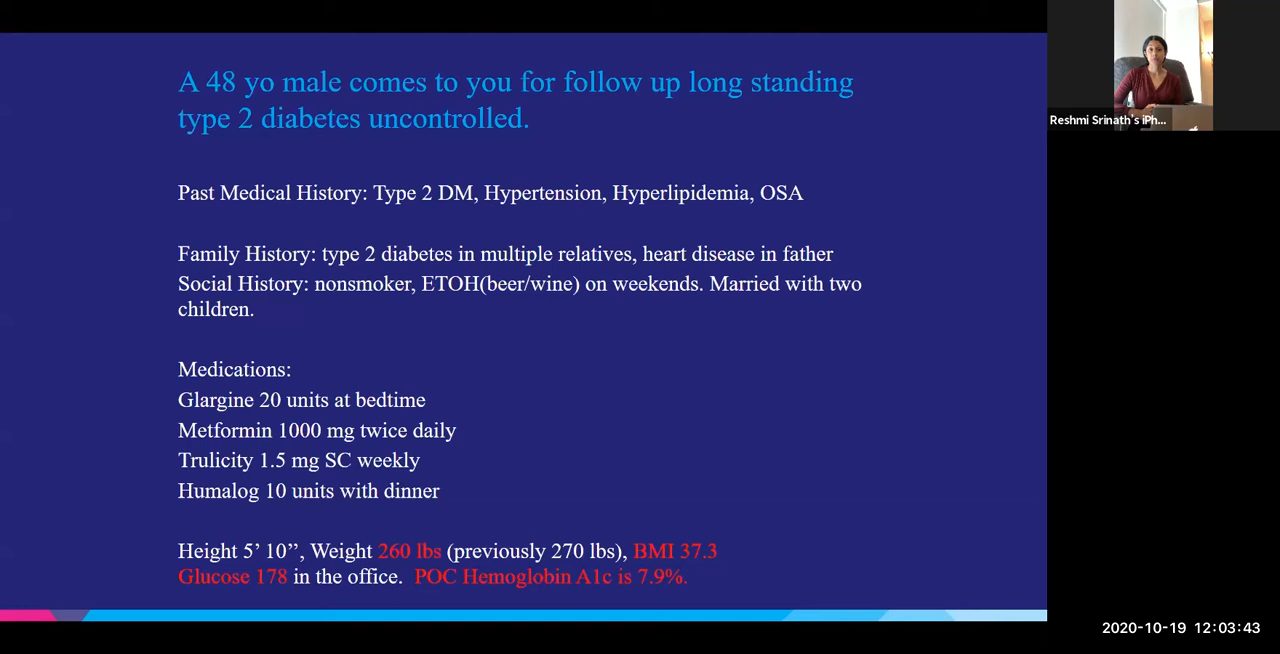 A 48 yo male comes to you for follow up long standing
type 2 diabetes uncontrolled.
Past Medical History: Type 2 DM, Hypertension, Hyperlipidemia, OSA
Family History: type 2 diabetes in multiple relatives, heart disease in father
Social History: nonsmoker, ETOH(beer/wine) on weekends. Married with two
children.
Medications:
Glargine 20 units at bedtime
Metformin 1000 mg twice daily
Trulicity 1.5 mg SC weekly
Humalog 10 units with dinner
Height 5’ 10’’, Weight 260 lbs (previously 270 lbs), BMI 37.3
Glucose 178 in the office. POC Hemoglobin A1c is 7.9%.
Reshmi Srinath's iPh...
2020-10-19 12:03:43